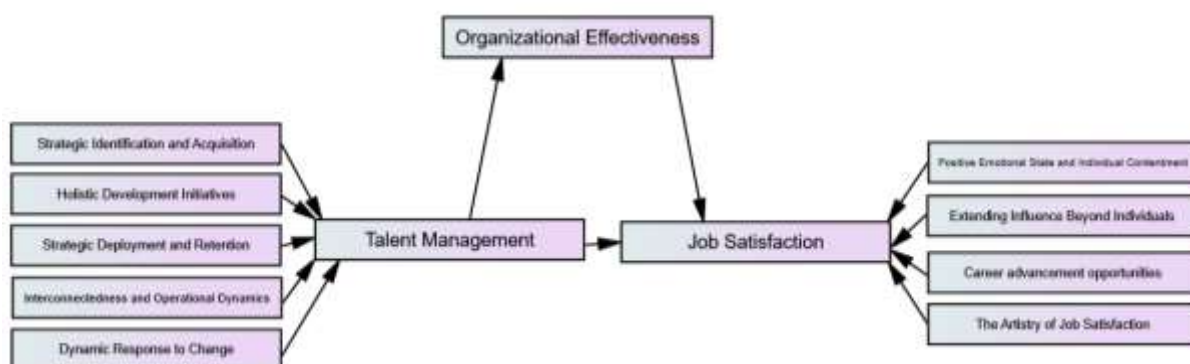 Organizational Effectiveness
Strategic Identification and Acquisition
Holistic Development Initiatives
Strategic Deployment and Retention
Interconnectedness and Operational Dynamics
Dynamic Response to Change
Talent Management
Job Satisfaction
Positive Emotional State and Individual Contentment
Extending Influence Beyond Individuals
Career advancement opportunities
The Artistry of Job Satisfaction